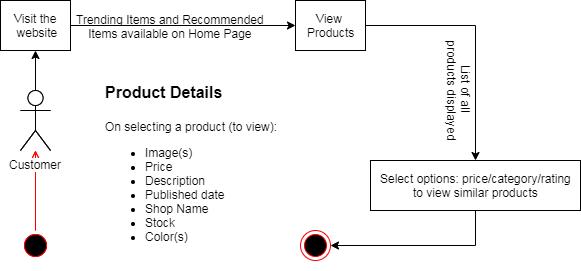 Visit the
website
Trending Items and Recommended
Items available on Home Page
View
Products
List of all
products displayed
Product Details
On selecting a product (to view):
Image(s)
Price
Description
Published date
Shop Name
Stock
Color(s)
Customer
Select options: price/category/rating
to view similar products